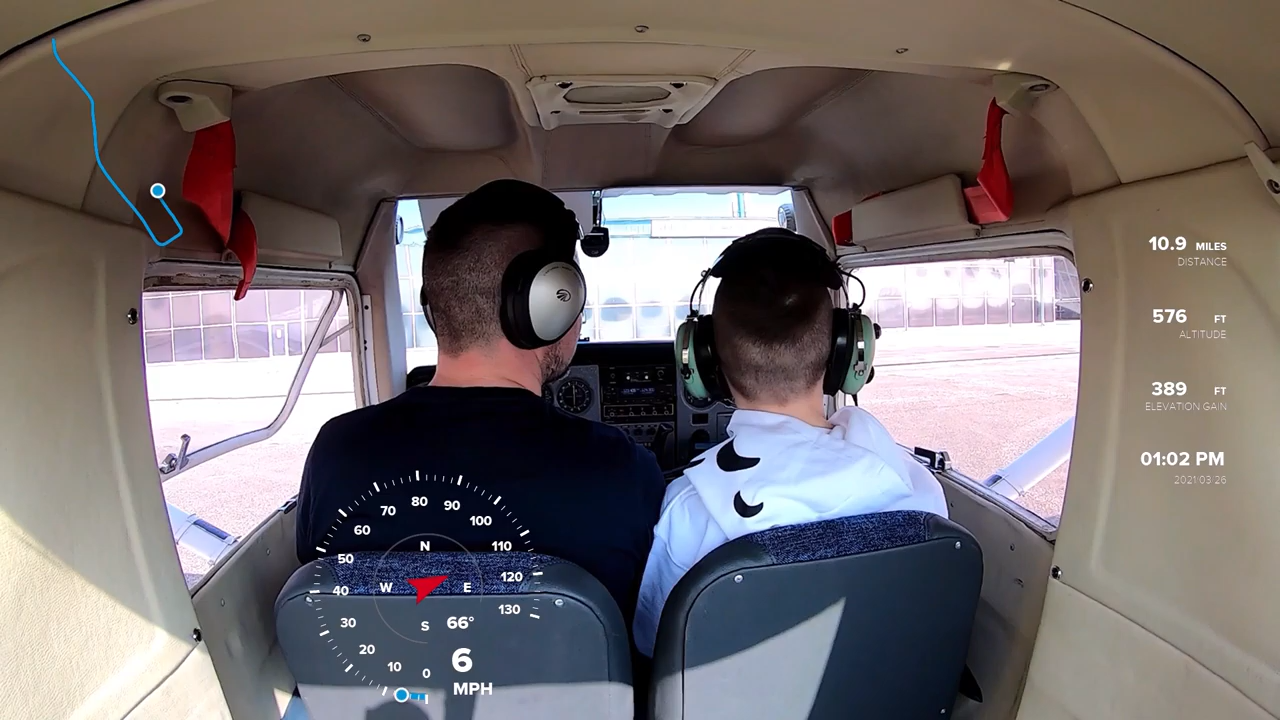 10.9 MILES
DISTANCE
576 FT
ALTITUDE
389 FT
ELEVATION GAIN
01:02 PM
2021 03 26
0
10
20
30
40
50
60
70
80
90
100
110
120
130
N
W
E
S
66°
6
MPH